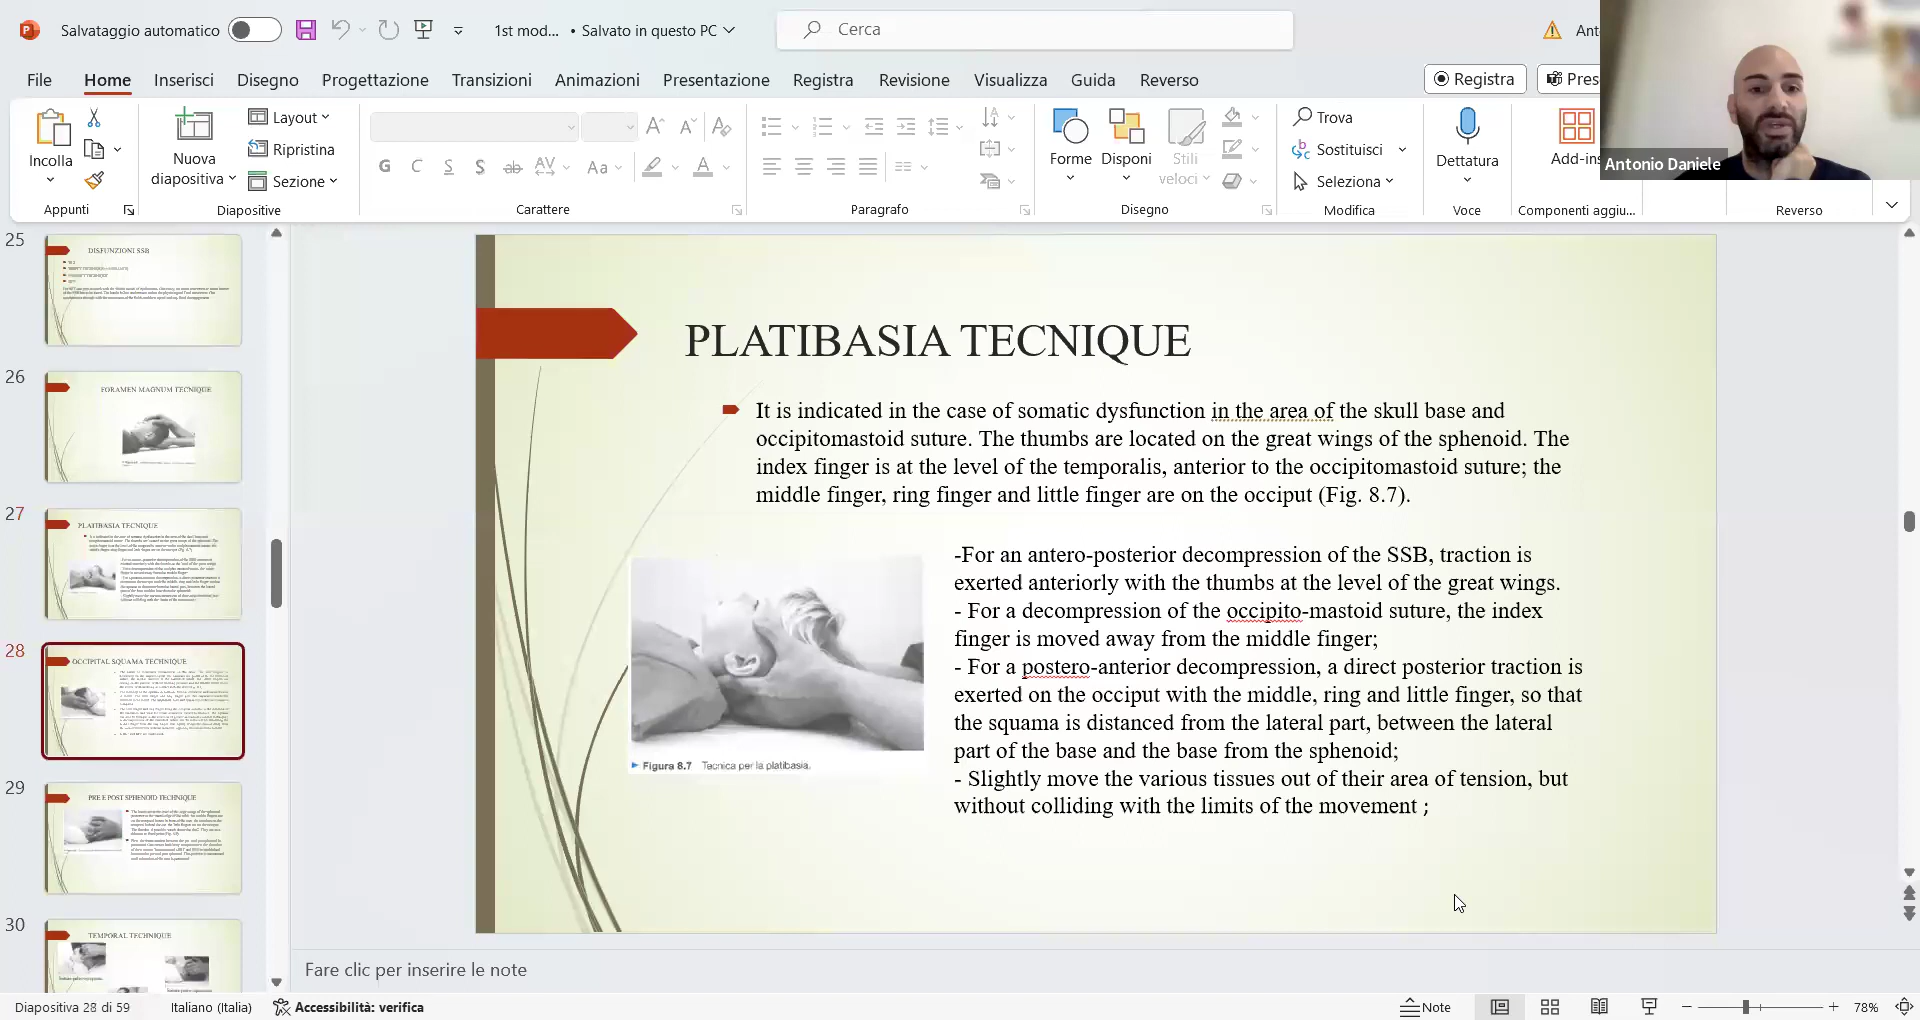 Salvataggio automatico
1st mod... • Salvato in questo PC
Cerca
Ant
File Home Inserisci Disegno Progettazione Transizioni Animazioni Presentazione Registra Revisione Visualizza Guida Reverso
Registra
Pres
Incolla
Nuova
diapositiva
Layout
Ripristina
Sezione
G C S S ab AV Aa A
Forme
Disponi
Stili
veloci
Trova
Sostituisci
Seleziona
Dettatura
Add-ins
Appunti
Diapositive
Carattere
Paragrafo
Disegno
Modifica
Voce
Componenti aggiu...
Reverso
Antonio Daniele
25
DISFUNZIONI SSB
26
FORAMEN MAGNUM TECNIQUE
27
PLATIBASIA TECNIQUE
28
OCCIPITAL SQUAMA TECHNIQUE
29
PRE E POST SPHENOID TECHNIQUE
30
TEMPORAL TECHNIQUE
PLATIBASIA TECNIQUE
It is indicated in the case of somatic dysfunction in the area of the skull base and
occipitomastoid suture. The thumbs are located on the great wings of the sphenoid. The
index finger is at the level of the temporalis, anterior to the occipitomastoid suture; the
middle finger, ring finger and little finger are on the occiput (Fig. 8.7).
-For an antero-posterior decompression of the SSB, traction is
exerted anteriorly with the thumbs at the level of the great wings.
- For a decompression of the occipito-mastoid suture, the index
finger is moved away from the middle finger;
- For a postero-anterior decompression, a direct posterior traction is
exerted on the occiput with the middle, ring and little finger, so that
the squama is distanced from the lateral part, between the lateral
part of the base and the base from the sphenoid;
- Slightly move the various tissues out of their area of tension, but
without colliding with the limits of the movement ;
Figura 8.7 Tecnica per la platibasia.
Fare clic per inserire le note
Diapositiva 28 di 59
Italiano (Italia)
Accessibilità: verifica
Note
78%